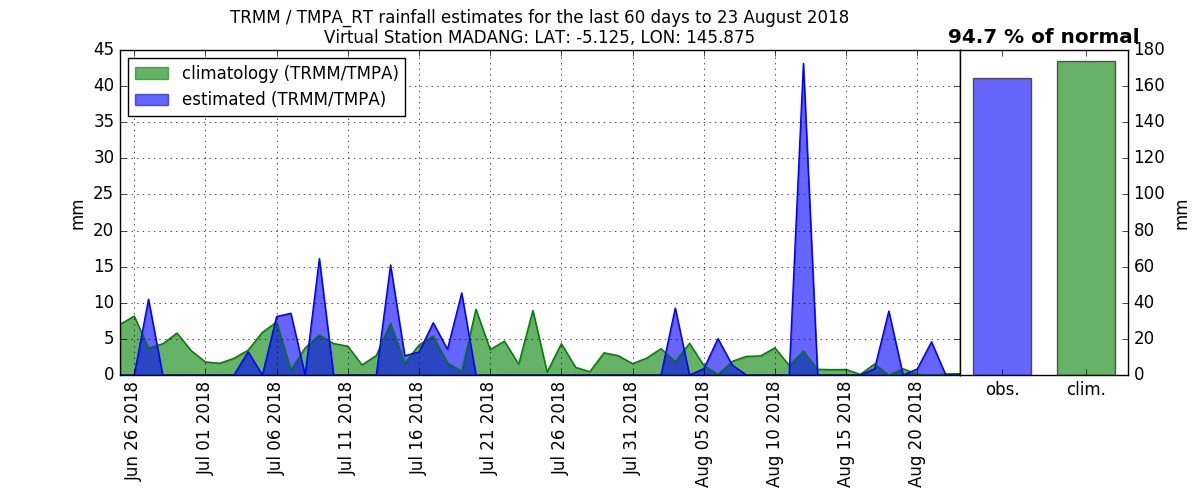 TRMM / TMPA_RT rainfall estimates for the last 60 days to 23 August 2018
Virtual Station MADANG: LAT: -5.125, LON: 145.875
94.7 % of normal
climatology (TRMM/TMPA)
estimated (TRMM/TMPA)
45
40
35
30
25
20
15
10
5
0
mm
Jun 26 2018
Jul 01 2018
Jul 06 2018
Jul 11 2018
Jul 16 2018
Jul 21 2018
Jul 26 2018
Jul 31 2018
Aug 05 2018
Aug 10 2018
Aug 15 2018
Aug 20 2018
obs.
clim.
180
160
140
120
100
80
60
40
20
0
mm